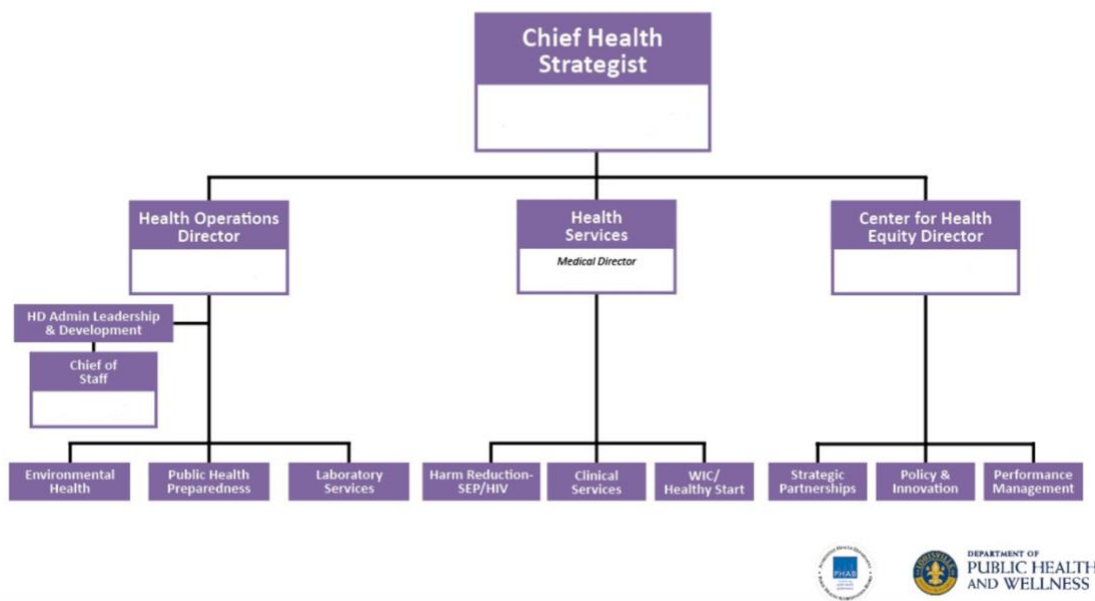 Chief Health
Strategist
Health Operations
Director
Health
Services
Medical Director
Center for Health
Equity Director
HD Admin Leadership
& Development
Chief of
Staff
Environmental
Health
Public Health
Preparedness
Laboratory
Services
Harm Reduction-
SEP/HIV
Clinical
Services
WIC/
Healthy Start
Strategic
Partnerships
Policy &
Innovation
Performance
Management
PHAB
DEPARTMENT OF
PUBLIC HEALTH
AND WELLNESS